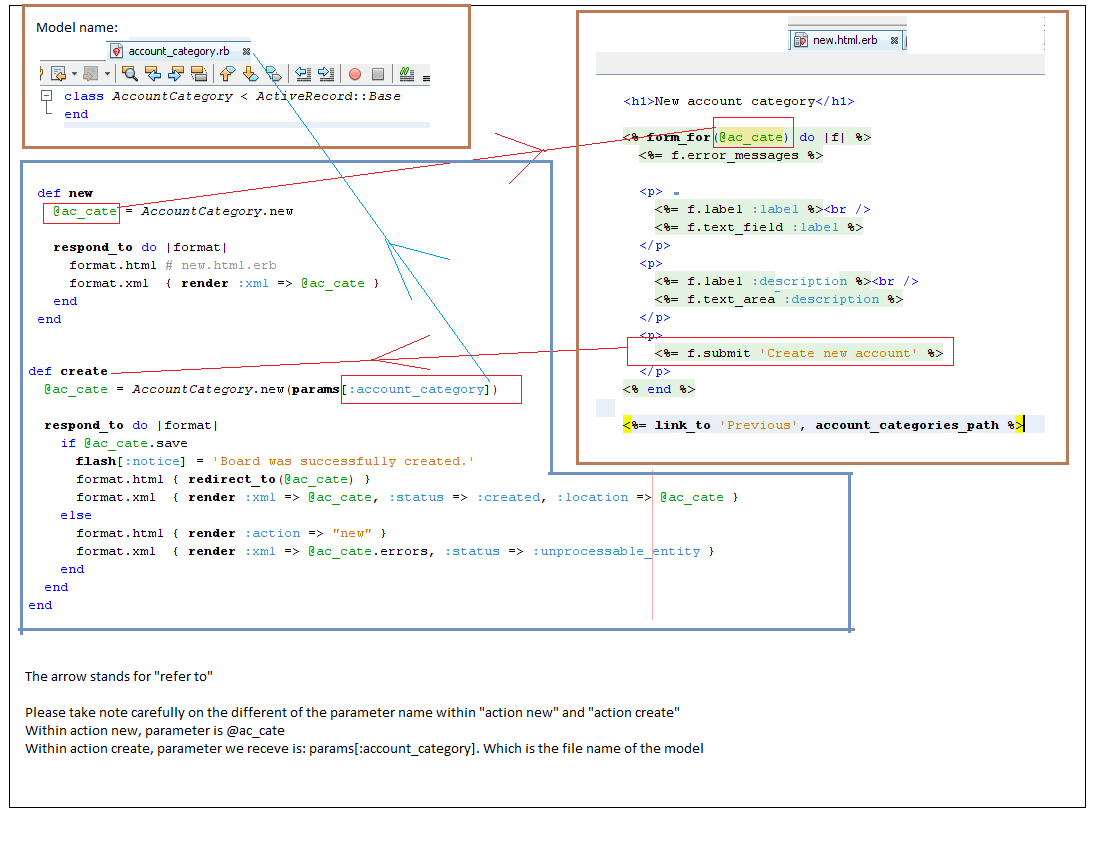 Model name:
account_category.rb
class AccountCategory < ActiveRecord::Base
end
def new
@ac_cate = AccountCategory.new
respond_to do |format|
format.html # new.html.erb
format.xml { render :xml => @ac_cate }
end
end
def create
@ac_cate = AccountCategory.new(params[:account_category])
respond_to do |format|
if @ac_cate.save
flash[:notice] = 'Board was successfully created.'
format.html { redirect_to(@ac_cate) }
format.xml { render :xml => @ac_cate, :status => :created, :location => @ac_cate }
else
format.html { render :action => "new" }
format.xml { render :xml => @ac_cate.errors, :status => :unprocessable_entity }
end
end
end
new.html.erb
<h1>New account category</h1>
<% form_for(@ac_cate) do |f| %>
<%= f.error_messages %>
<p>
<%= f.label :label %><br />
<%= f.text_field :label %>
</p>
<p>
<%= f.label :description %><br />
<%= f.text_area :description %>
</p>
<p>
<%= f.submit 'Create new account' %>
</p>
<% end %>
<%= link_to 'Previous', account_categories_path %>
The arrow stands for "refer to"
Please take note carefully on the different of the parameter name within "action new" and "action create"
Within action new, parameter is @ac_cate
Within action create, parameter we receve is: params[:account_category]. Which is the file name of the model